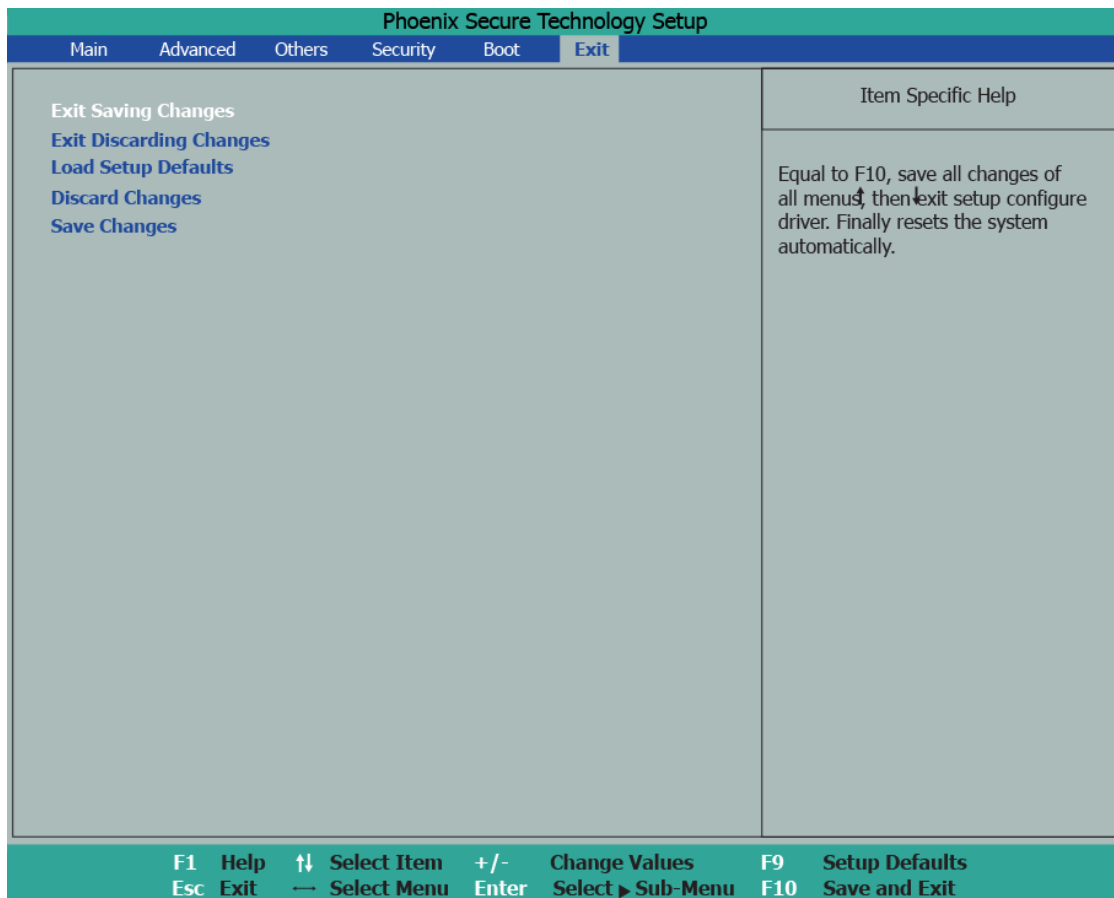 Phoenix Secure Technology Setup
Main Advanced Others Security Boot Exit
Exit Saving Changes
Exit Discarding Changes
Load Setup Defaults
Discard Changes
Save Changes
Item Specific Help
Equal to F10, save all changes of
all menus, then exit setup configure
driver. Finally resets the system
automatically.
F1 Help ↑↓ Select Item +/- Change Values F9 Setup Defaults
Esc Exit ↔ Select Menu Enter Select ▶ Sub-Menu F10 Save and Exit